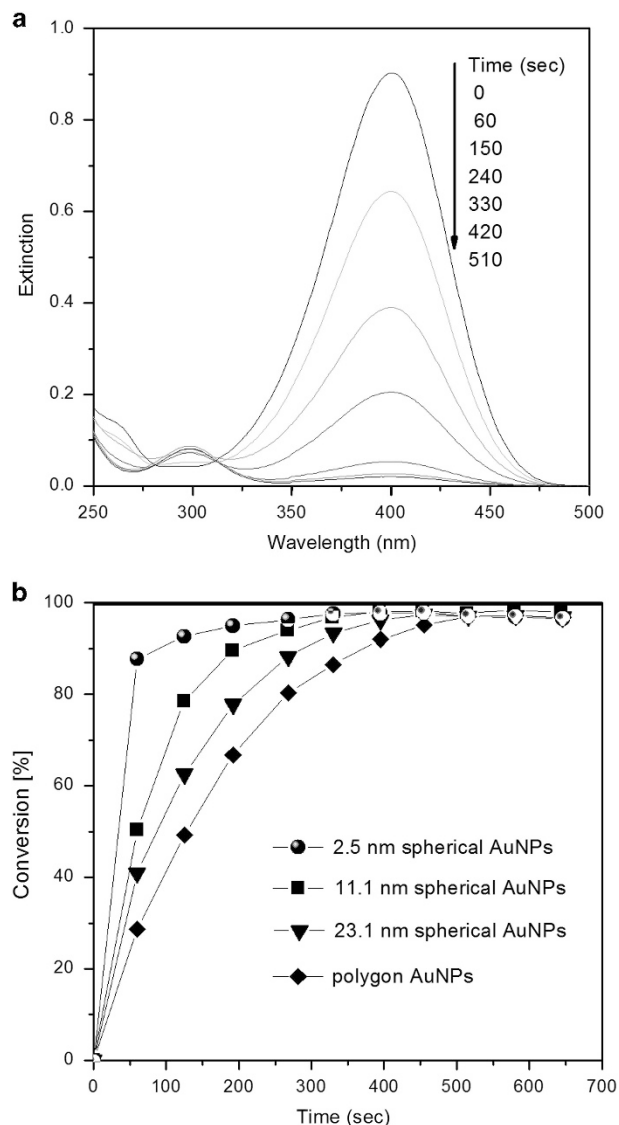 a
1.0
0.8
0.6
0.4
0.2
0.0
Extinction
Time (sec)
0
60
150
240
330
420
510
250 300 350 400 450 500
Wavelength (nm)
b
100
80
60
40
20
0
Conversion [%]
2.5 nm spherical AuNPs
11.1 nm spherical AuNPs
23.1 nm spherical AuNPs
polygon AuNPs
0 100 200 300 400 500 600 700
Time (sec)